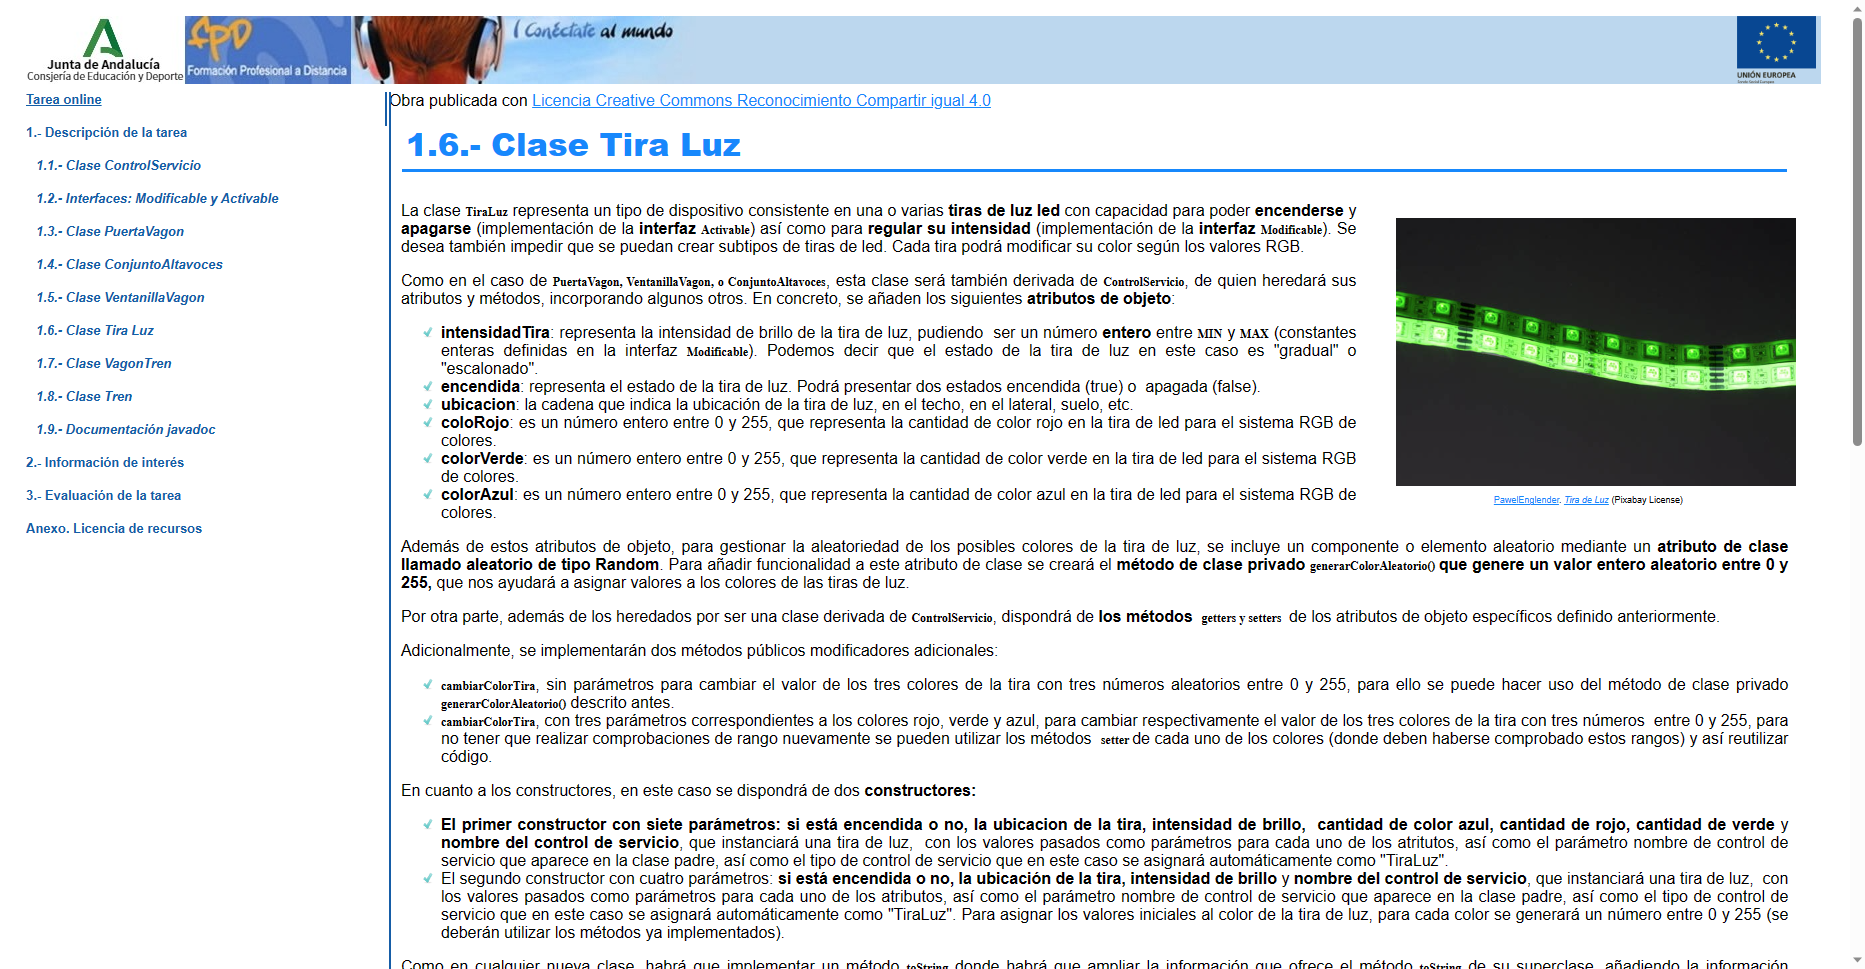 Junta de Andalucía
Consejería de Educación y Deporte
FPD
Formación Profesional a Distancia
Conéctate al mundo
UNIÓN EUROPEA
Tarea online
1.- Descripción de la tarea
1.1.- Clase ControlServicio
1.2.- Interfaces: Modificable y Activable
1.3.- Clase PuertaVagon
1.4.- Clase ConjuntoAltavoces
1.5.- Clase VentanillaVagon
1.6.- Clase Tira Luz
1.7.- Clase VagonTren
1.8.- Clase Tren
1.9.- Documentación javadoc
2.- Información de interés
3.- Evaluación de la tarea
Anexo. Licencia de recursos
Obra publicada con Licencia Creative Commons Reconocimiento Compartir igual 4.0
1.6.- Clase Tira Luz
La clase TiraLuz representa un tipo de dispositivo consistente en una o varias tiras de luz led con capacidad para poder encenderse y
apagarse (implementación de la interfaz Activable) así como para regular su intensidad (implementación de la interfaz Modificable). Se
desea también impedir que se puedan crear subtipos de tiras de led. Cada tira podrá modificar su color según los valores RGB.
Como en el caso de PuertaVagon, VentanillaVagon, o ConjuntoAltavoces, esta clase será también derivada de ControlServicio, de quien heredará sus
atributos y métodos, incorporando algunos otros. En concreto, se añaden los siguientes atributos de objeto:
intensidadTira: representa la intensidad de brillo de la tira de luz, pudiendo ser un número entero entre MIN y MAX (constantes
enteras definidas en la interfaz Modificable). Podemos decir que el estado de la tira de luz en este caso es "gradual" o
"escalonado".
encendida: representa el estado de la tira de luz. Podrá presentar dos estados encendida (true) o apagada (false).
ubicacion: la cadena que indica la ubicación de la tira de luz, en el techo, en el lateral, suelo, etc.
coloRojo: es un número entero entre 0 y 255, que representa la cantidad de color rojo en la tira de led para el sistema RGB de
colores.
colorVerde: es un número entero entre 0 y 255, que representa la cantidad de color verde en la tira de led para el sistema RGB
de colores.
colorAzul: es un número entero entre 0 y 255, que representa la cantidad de color azul en la tira de led para el sistema RGB de
colores.
PawelEnglender. Tira de Luz (Pixabay License)
Además de estos atributos de objeto, para gestionar la aleatoriedad de los posibles colores de la tira de luz, se incluye un componente o elemento aleatorio mediante un atributo de clase
llamado aleatorio de tipo Random. Para añadir funcionalidad a este atributo de clase se creará el método de clase privado generarColorAleatorio() que genere un valor entero aleatorio entre 0 y
255, que nos ayudará a asignar valores a los colores de las tiras de luz.
Por otra parte, además de los heredados por ser una clase derivada de ControlServicio, dispondrá de los métodos getters y setters de los atributos de objeto específicos definido anteriormente.
Adicionalmente, se implementarán dos métodos públicos modificadores adicionales:
cambiarColorTira, sin parámetros para cambiar el valor de los tres colores de la tira con tres números aleatorios entre 0 y 255, para ello se puede hacer uso del método de clase privado
generarColorAleatorio() descrito antes.
cambiarColorTira, con tres parámetros correspondientes a los colores rojo, verde y azul, para cambiar respectivamente el valor de los tres colores de la tira con tres números entre 0 y 255, para
no tener que realizar comprobaciones de rango nuevamente se pueden utilizar los métodos setter de cada uno de los colores (donde deben haberse comprobado estos rangos) y así reutilizar
código.
En cuanto a los constructores, en este caso se dispondrá de dos constructores:
El primer constructor con siete parámetros: si está encendida o no, la ubicacion de la tira, intensidad de brillo, cantidad de color azul, cantidad de rojo, cantidad de verde y
nombre del control de servicio, que instanciará una tira de luz, con los valores pasados como parámetros para cada uno de los atritutos, así como el parámetro nombre de control de
servicio que aparece en la clase padre, así como el tipo de control de servicio que en este caso se asignará automáticamente como "TiraLuz".
El segundo constructor con cuatro parámetros: si está encendida o no, la ubicación de la tira, intensidad de brillo y nombre del control de servicio, que instanciará una tira de luz, con
los valores pasados como parámetros para cada uno de los atributos, así como el parámetro nombre de control de servicio que aparece en la clase padre, así como el tipo de control de
servicio que en este caso se asignará automáticamente como "TiraLuz". Para asignar los valores iniciales al color de la tira de luz, para cada color se generará un número entre 0 y 255 (se
deberán utilizar los métodos ya implementados).
Como en cualquier nueva clase, habrá que implementar un método toString donde habrá que ampliar la información que ofrece el método toString de su superclase, añadiendo la información